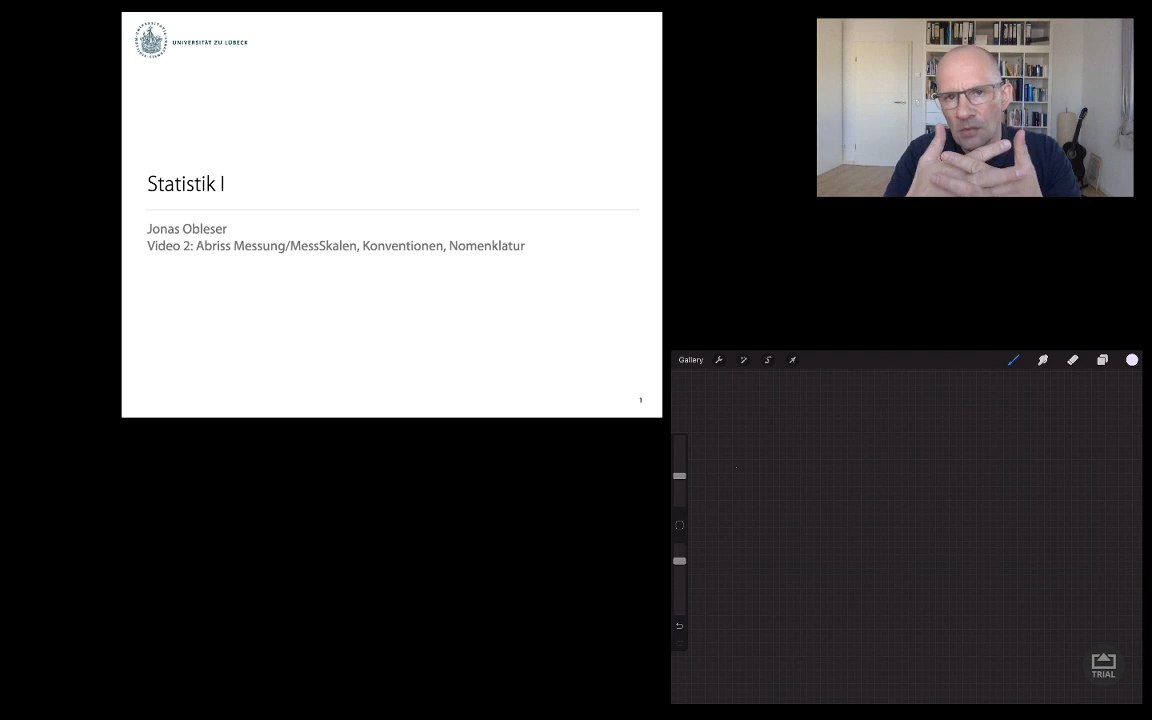 UNIVERSITÄT ZU LÜBECK
Statistik I
Jonas Obleser
Video 2: Abriss Messung/MessSkalen, Konventionen, Nomenklatur
1
Gallery
TRIAL